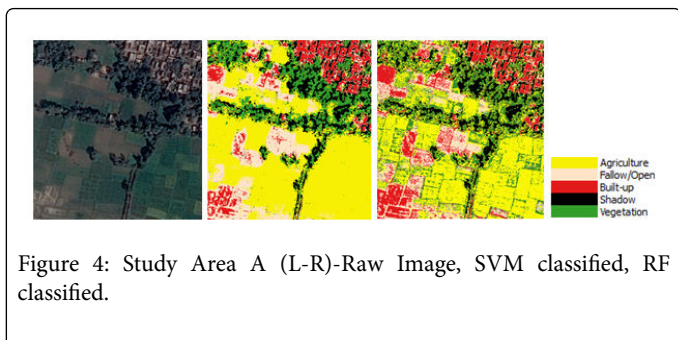 Agriculture
Fallow/Open
Built-up
Shadow
Vegetation
Figure 4: Study Area A (L-R)-Raw Image, SVM classified, RF
classified.